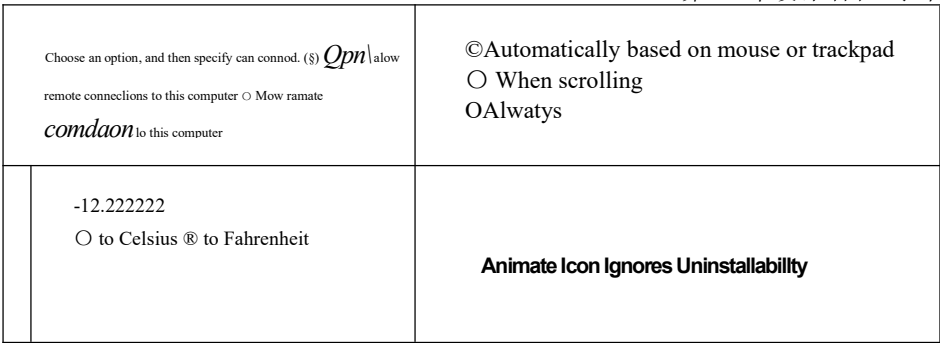 Choose an option, and then specify can connod. (§) Qpn\ alow
remote conneclions to this computer ○ Mow ramate
comdaon lo this computer
©Automatically based on mouse or trackpad
○ When scrolling
OAlwatys
-12.222222
○ to Celsius ® to Fahrenheit
Animate Icon Ignores Uninstallabillty